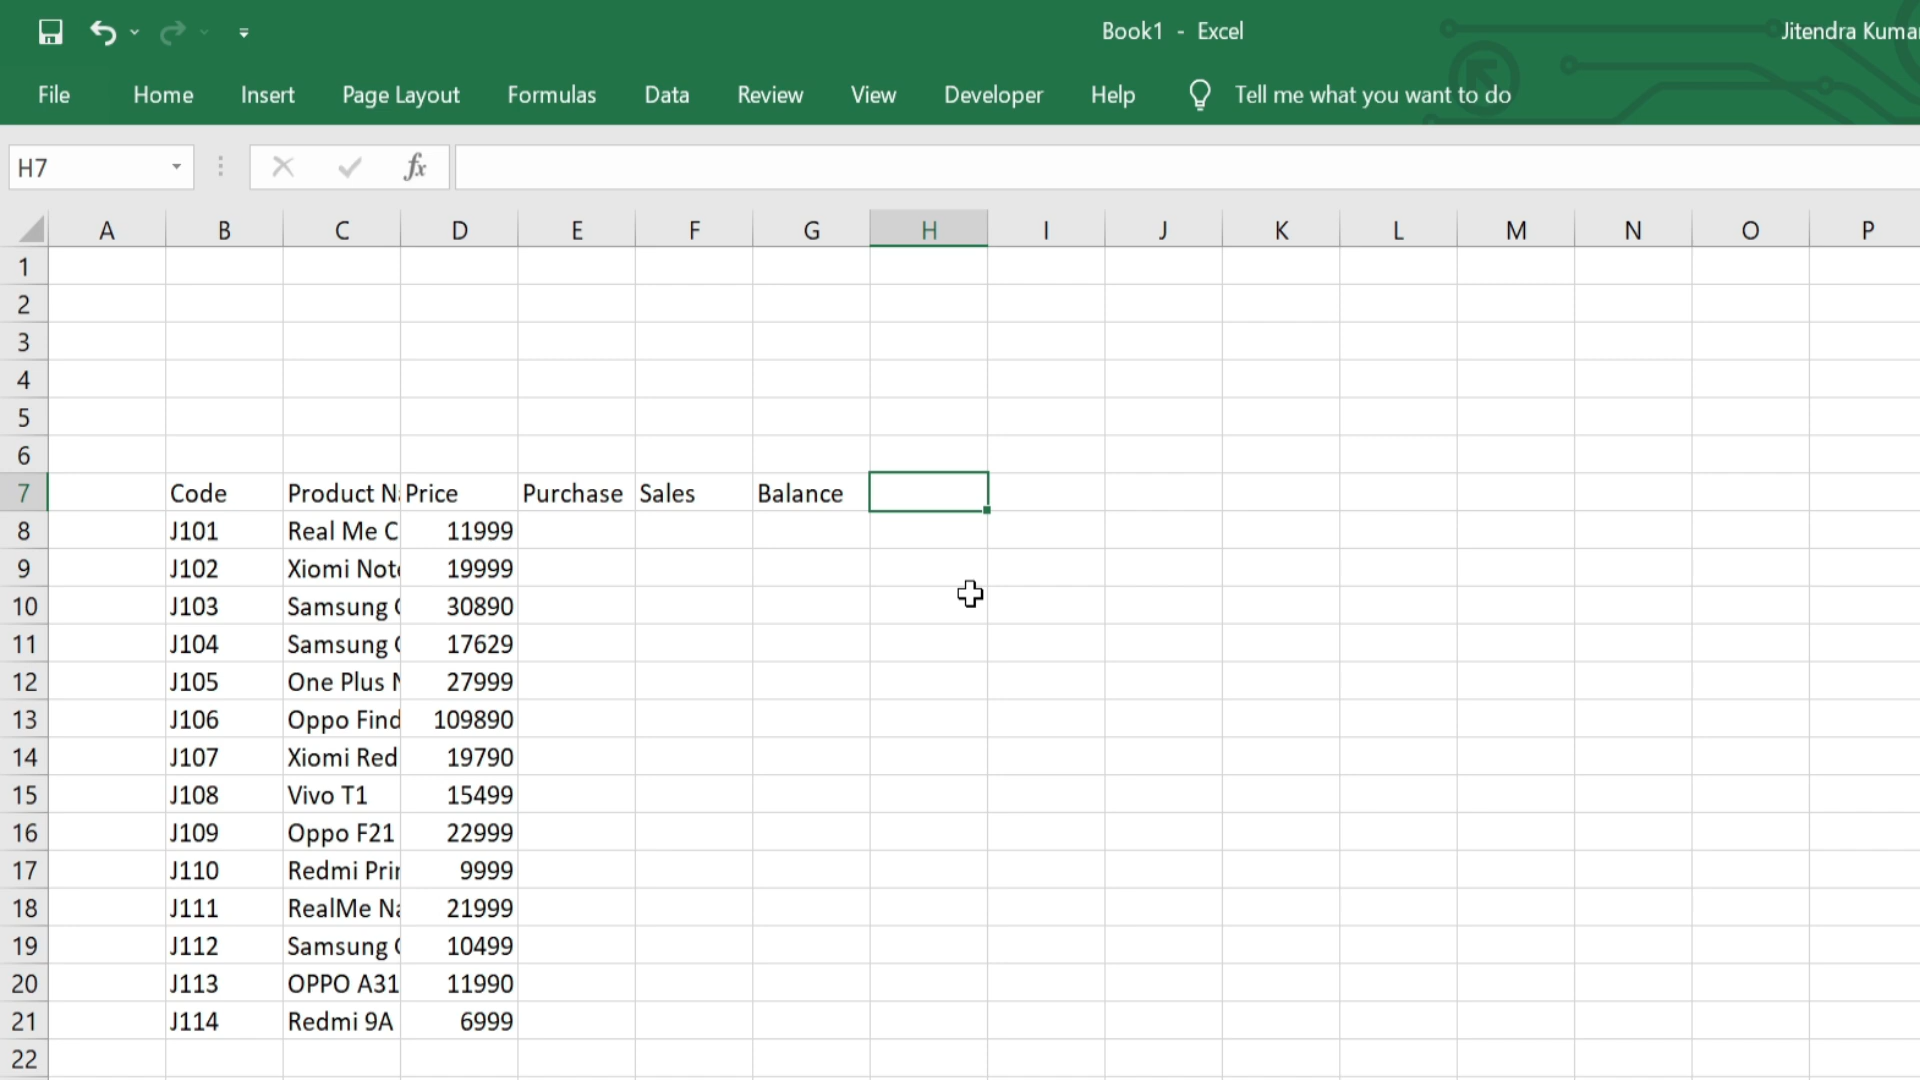 Book1 - Excel
Jitendra Kumar
File Home Insert Page Layout Formulas Data Review View Developer Help Tell me what you want to do
H7 fx
A B C D E F G H I J K L M N O P
1
2
3
4
5
6
7 Code Product Price Purchase Sales Balance
8 J101 Real Me C 11999
9 J102 Xiomi 19999
10 J103 Samsung 30890
11 J104 Samsung 17629
12 J105 One Plus 27999
13 J106 Oppo Find 109890
14 J107 Xiomi Red 19790
15 J108 Vivo T1 15499
16 J109 Oppo F21 22999
17 J110 Redmi 9999
18 J111 RealMe 21999
19 J112 Samsung 10499
20 J113 OPPO A31 11990
21 J114 Redmi 9A 6999
22